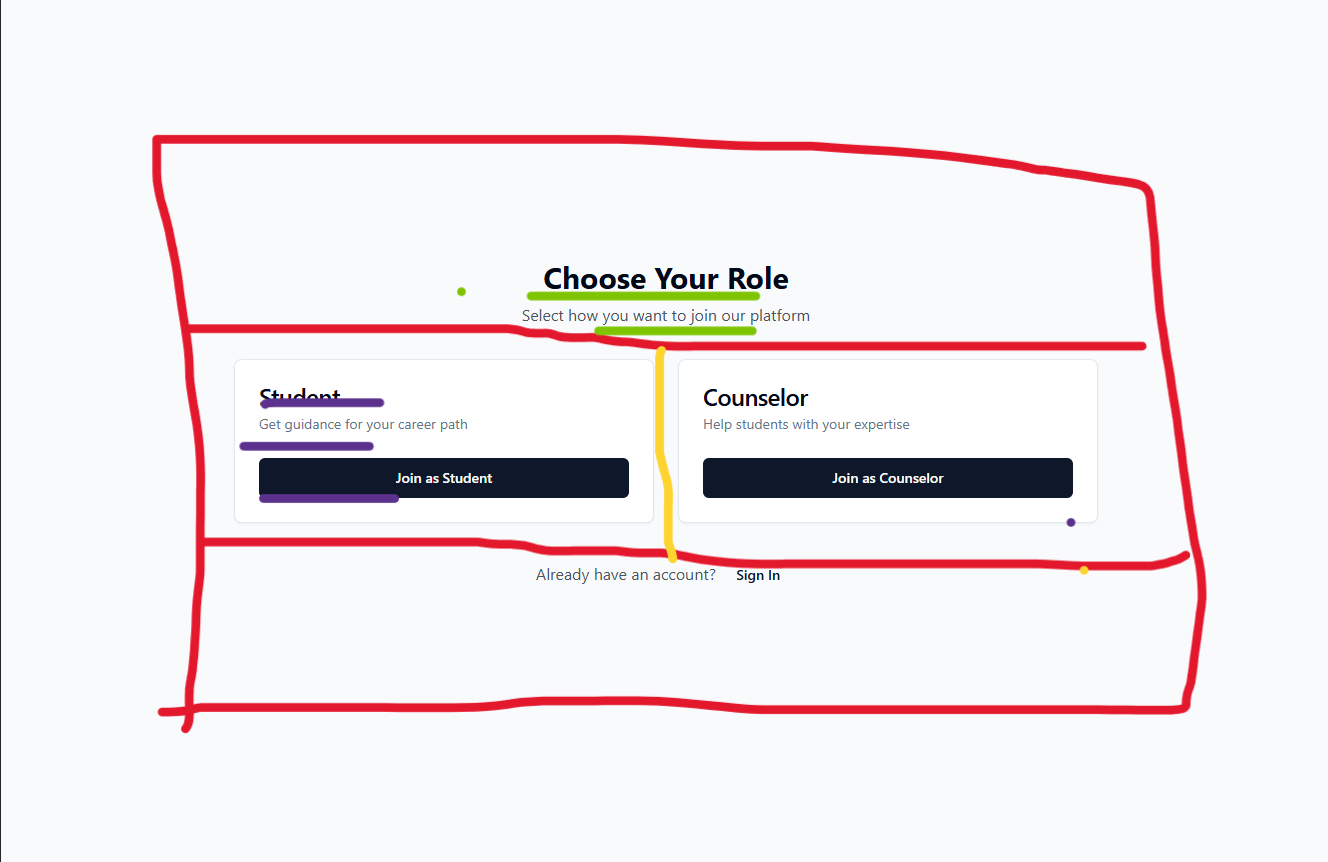 Choose Your Role
Select how you want to join our platform
Student
Get guidance for your career path
Join as Student
Counselor
Help students with your expertise
Join as Counselor
Already have an account? Sign In